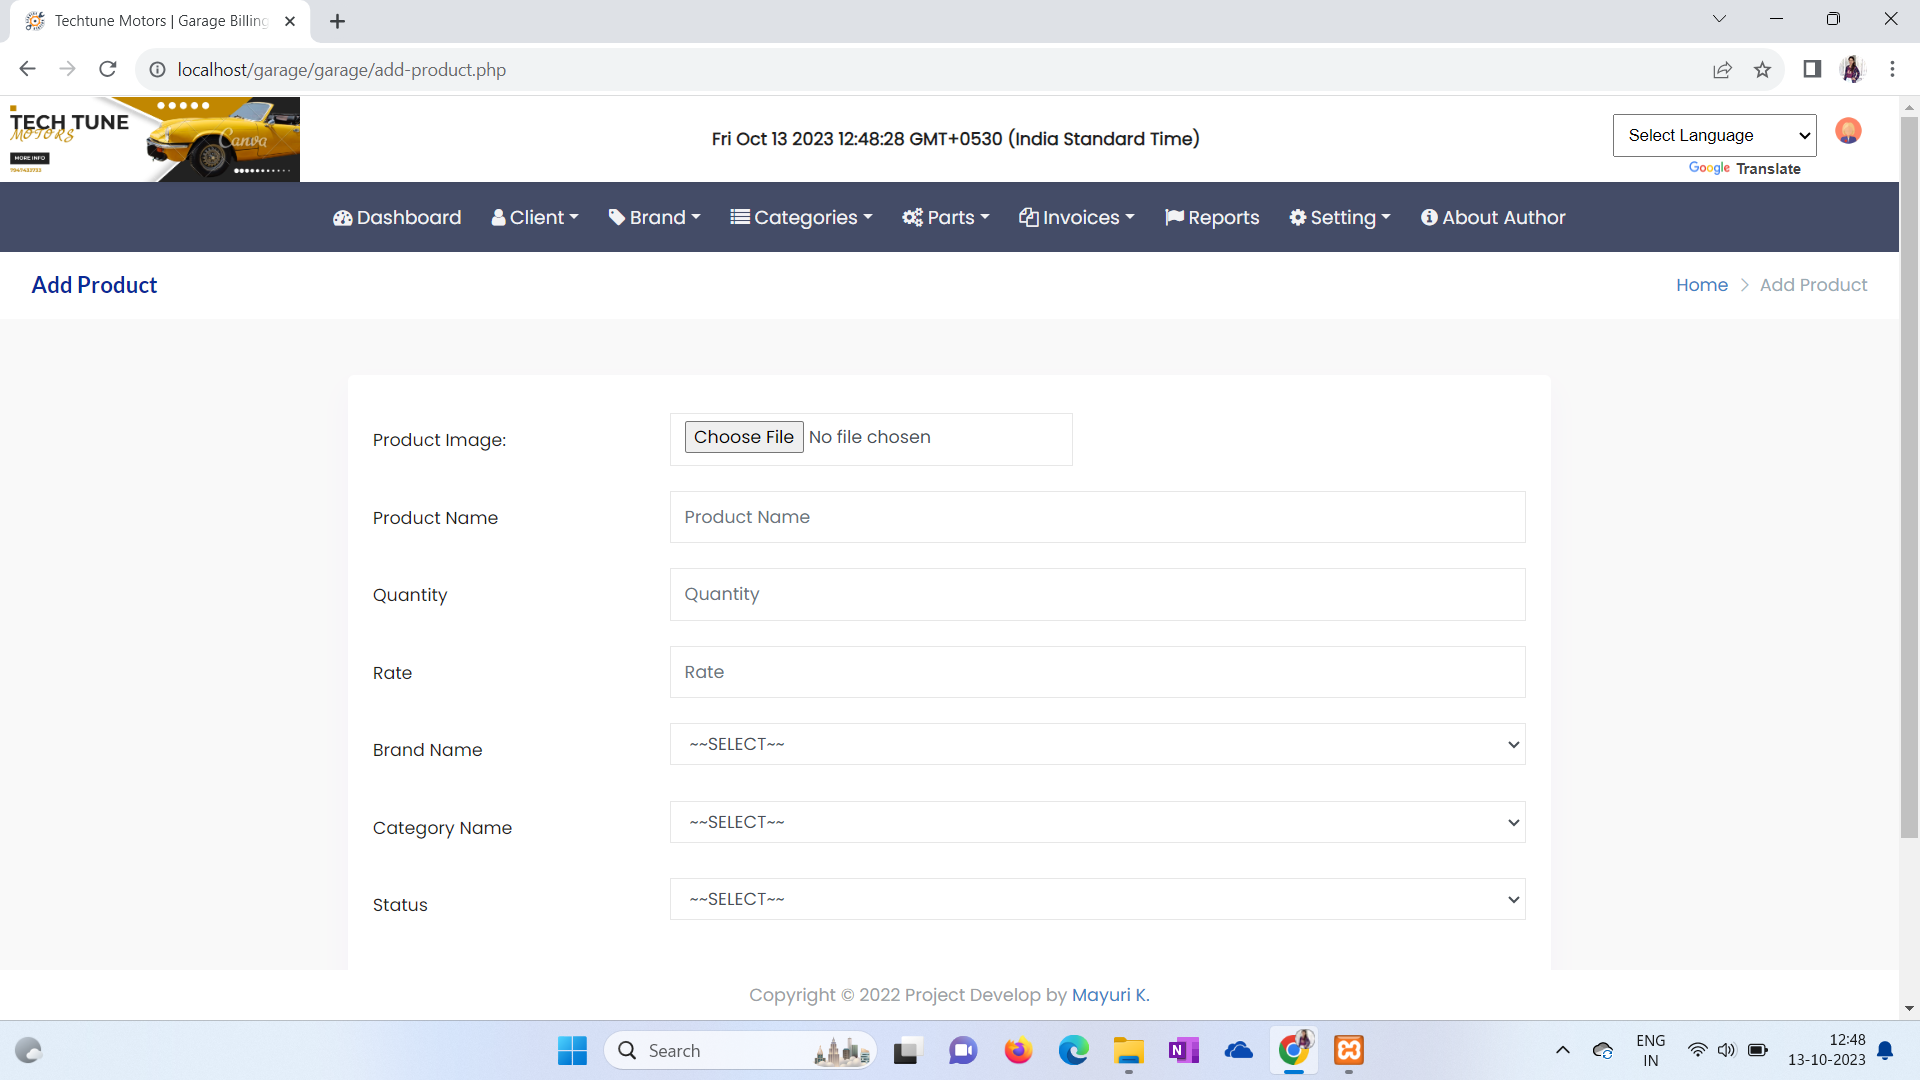 Techtune Motors | Garage Billing
localhost/garage/garage/add-product.php
TECH TUNE
MOTORS
MORE INFO
Canva
Fri Oct 13 2023 12:48:28 GMT+0530 (India Standard Time)
Select Language
Google Translate
Dashboard Client Brand Categories Parts Invoices Reports Setting About Author
Add Product
Home > Add Product
Product Image: Choose File No file chosen
Product Name Product Name
Quantity Quantity
Rate Rate
Brand Name ~~SELECT~~
Category Name ~~SELECT~~
Status ~~SELECT~~
Copyright © 2022 Project Develop by Mayuri K.
Search
ENG
IN
12:48
13-10-2023